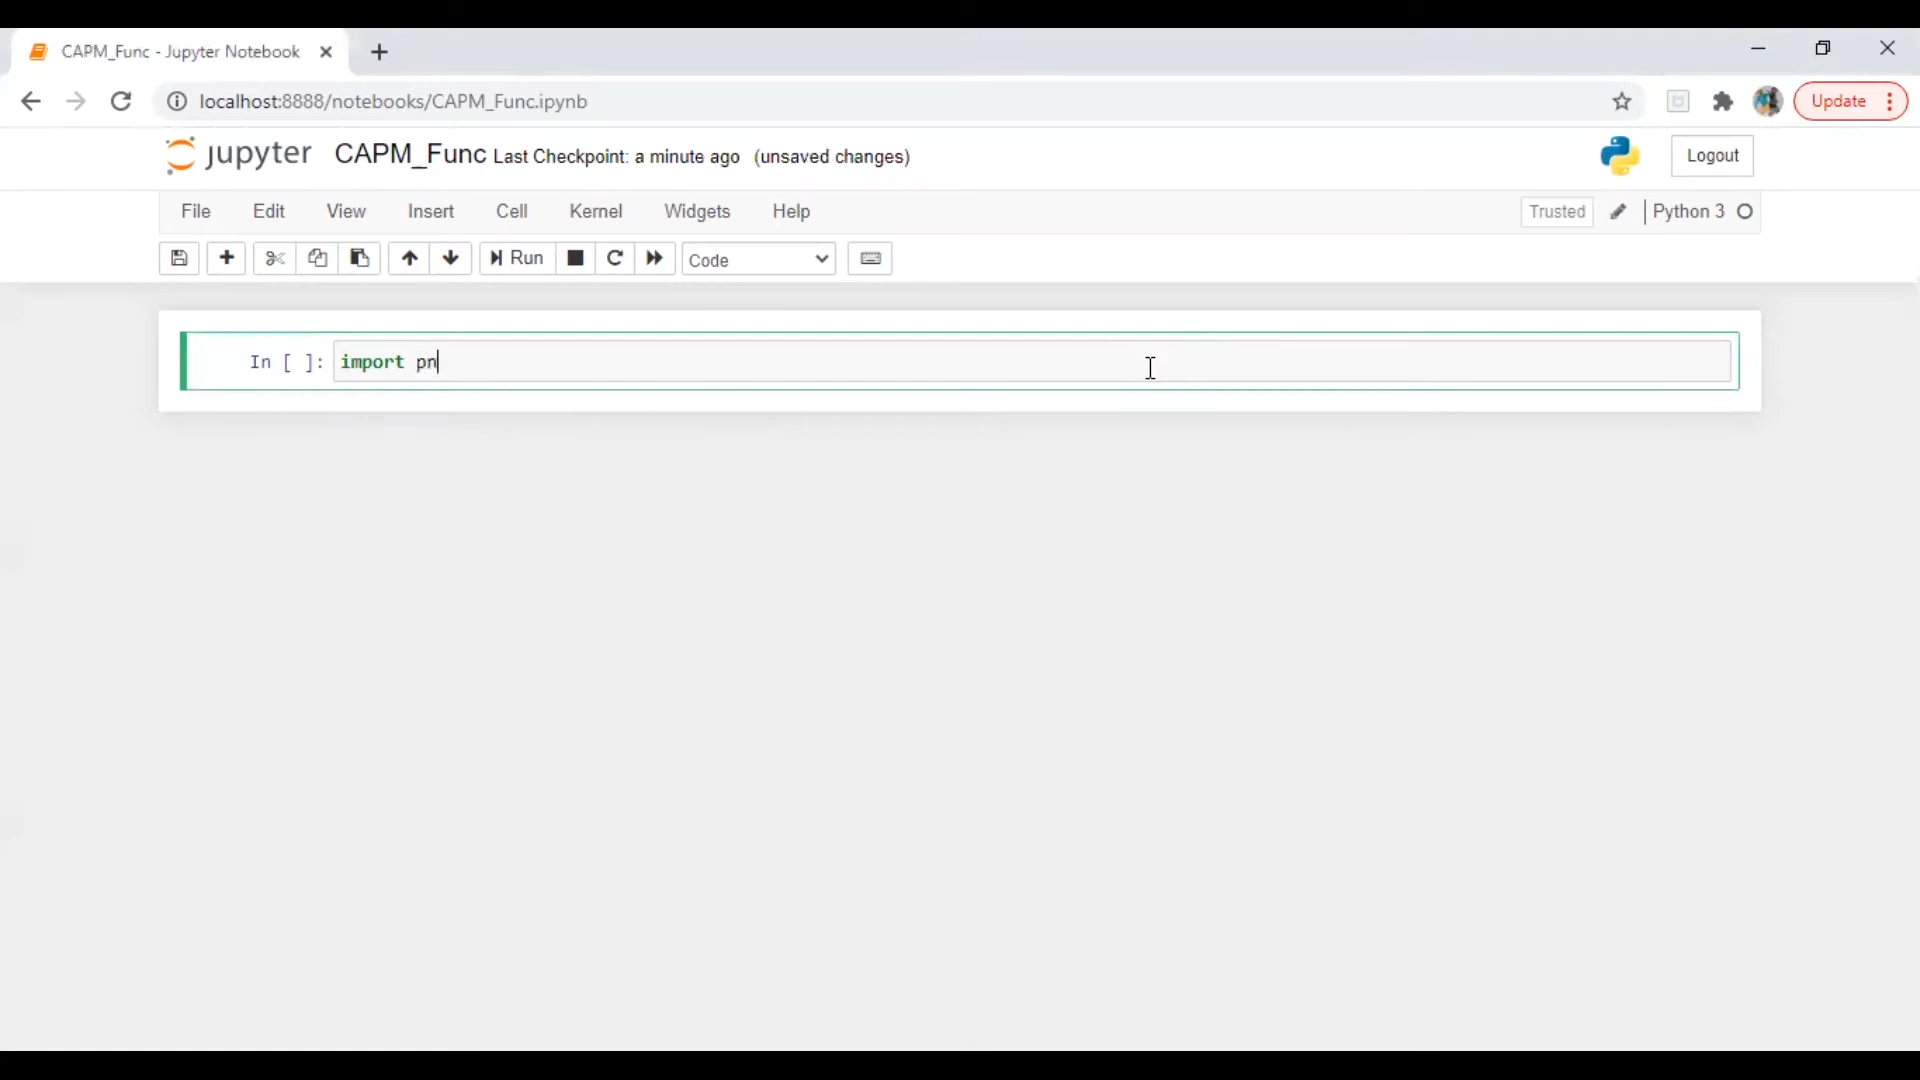 CAPM_Func - Jupyter Notebook
localhost:8888/notebooks/CAPM_Func.ipynb
Update
jupyter CAPM_Func Last Checkpoint: a minute ago (unsaved changes)
Logout
File Edit View Insert Cell Kernel Widgets Help
Trusted Python 3
Run Code
In [ ]: import pn